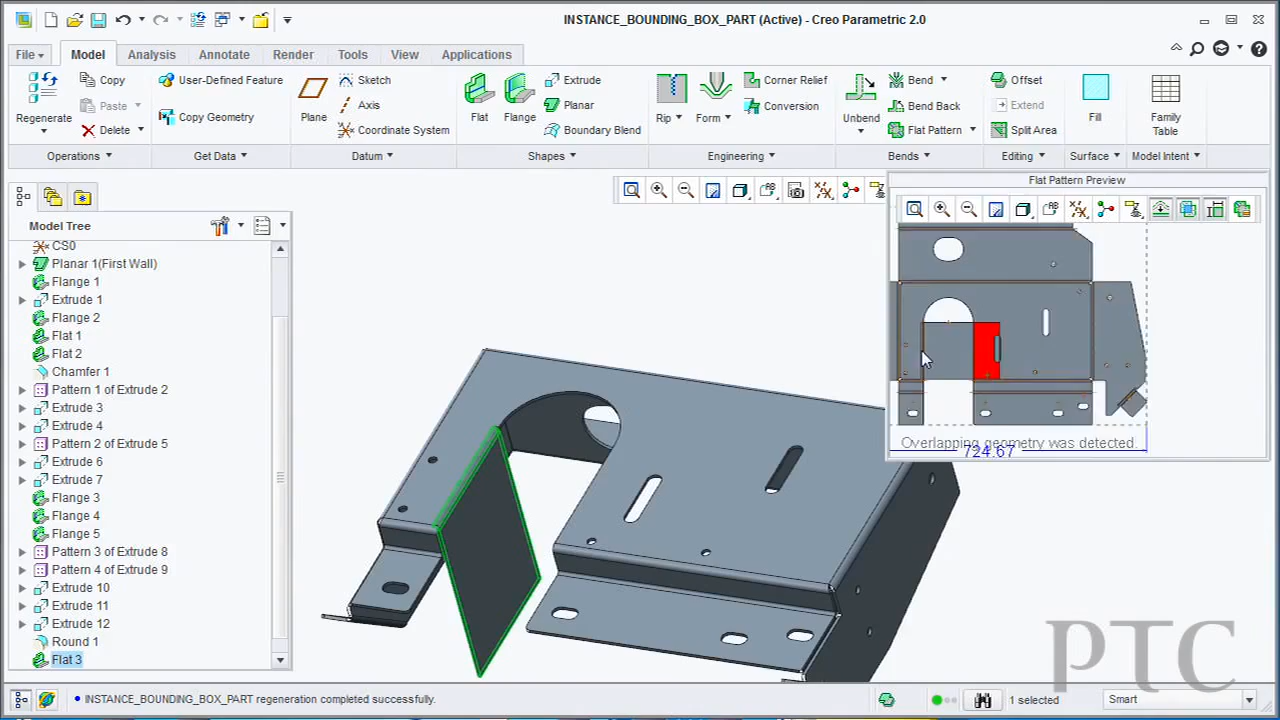 INSTANCE_BOUNDING_BOX_PART (Active) - Creo Parametric 2.0
File Model Analysis Annotate Render Tools View Applications
Regenerate Copy Paste Delete
User-Defined Feature Copy Geometry
Plane Sketch Axis Coordinate System
Flat Flange Extrude Planar Boundary Blend
Rip Form Corner Relief Conversion
Unbend Bend Bend Back Flat Pattern
Offset Extend Split Area
Fill Family Table
Operations Get Data Datum Shapes Engineering Bends Editing Surface Model Intent
Flat Pattern Preview
Overlapping geometry was detected.
724.67
Model Tree
CS0
Planar 1(First Wall)
Flange 1
Extrude 1
Flange 2
Flat 1
Flat 2
Chamfer 1
Pattern 1 of Extrude 2
Extrude 3
Extrude 4
Pattern 2 of Extrude 5
Extrude 6
Extrude 7
Flange 3
Flange 4
Flange 5
Pattern 3 of Extrude 8
Pattern 4 of Extrude 9
Extrude 10
Extrude 11
Extrude 12
Round 1
Flat 3
PTC
INSTANCE_BOUNDING_BOX_PART regeneration completed successfully.
1 selected Smart